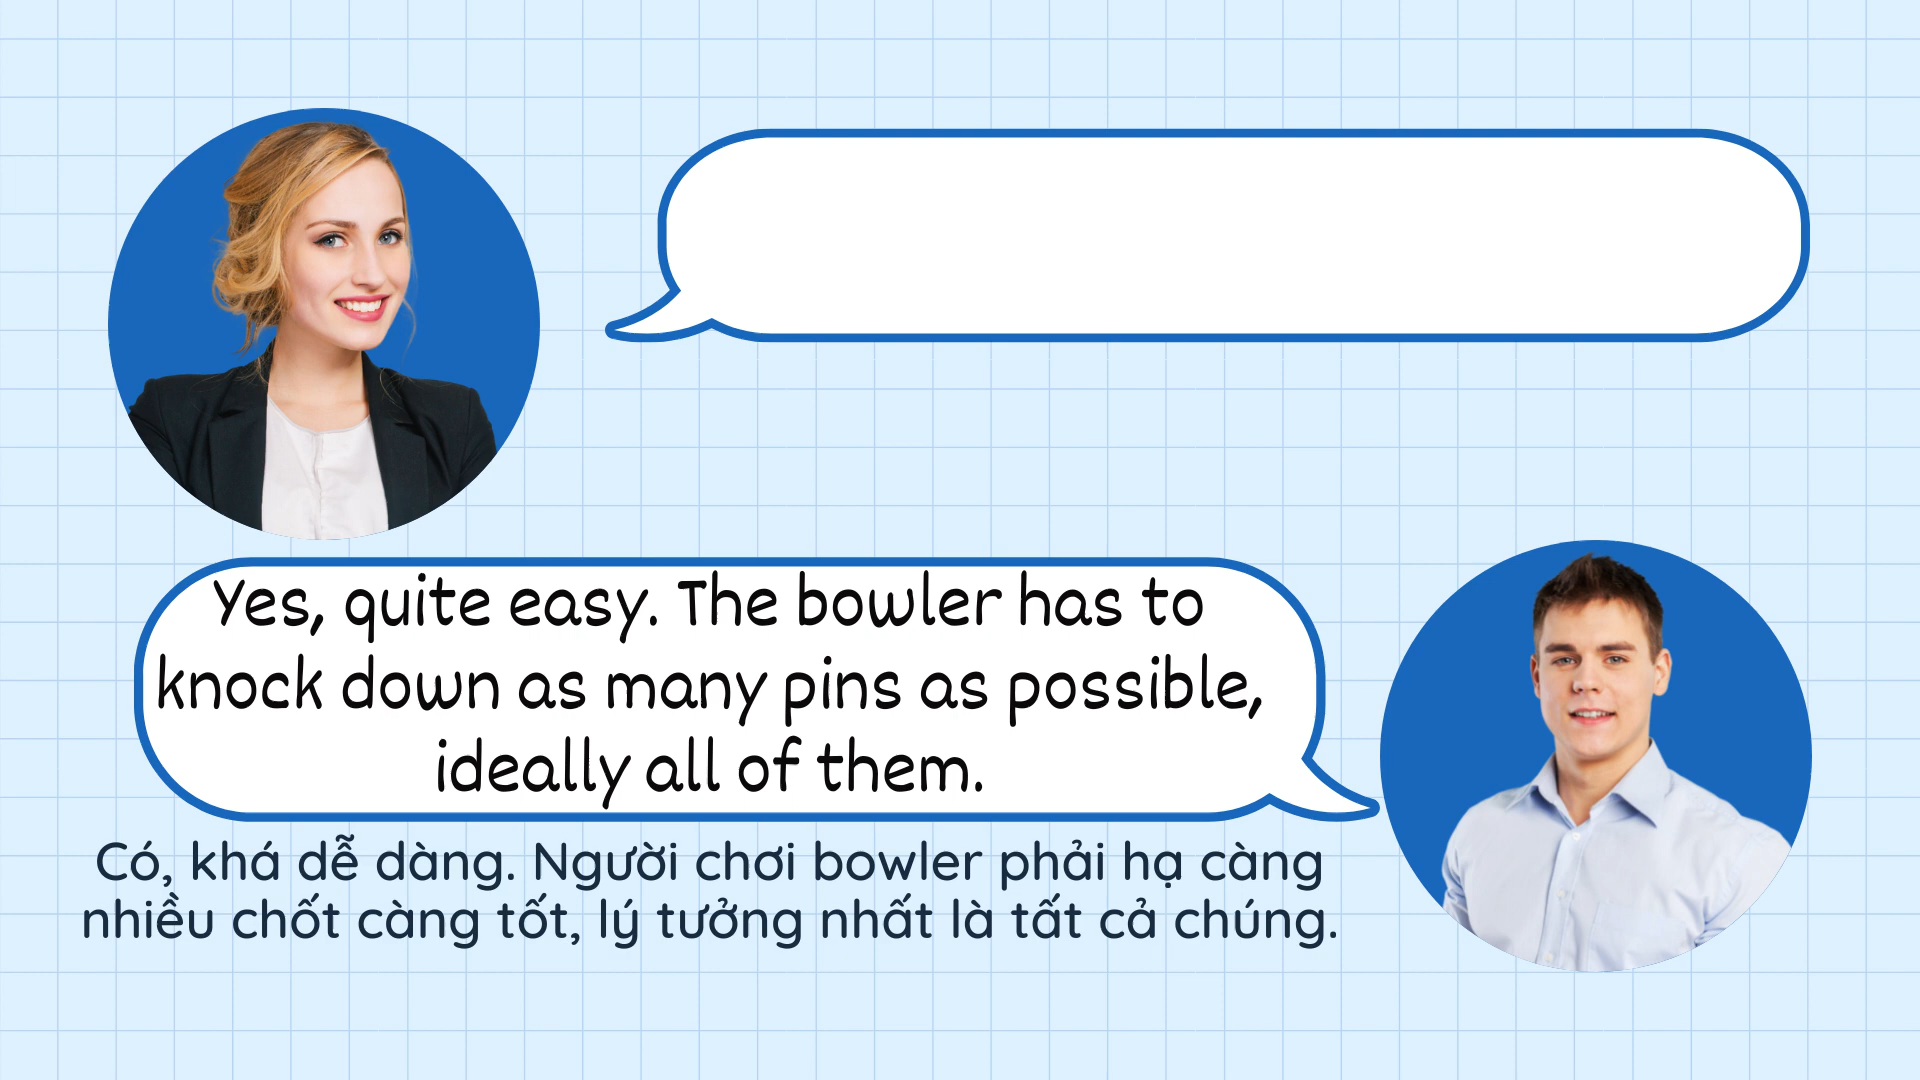 Yes, quite easy. The bowler has to
knock down as many pins as possible,
ideally all of them.
Có, khá dễ dàng. Người chơi bowler phải hạ càng
nhiều chốt càng tốt, lý tưởng nhất là tất cả chúng.